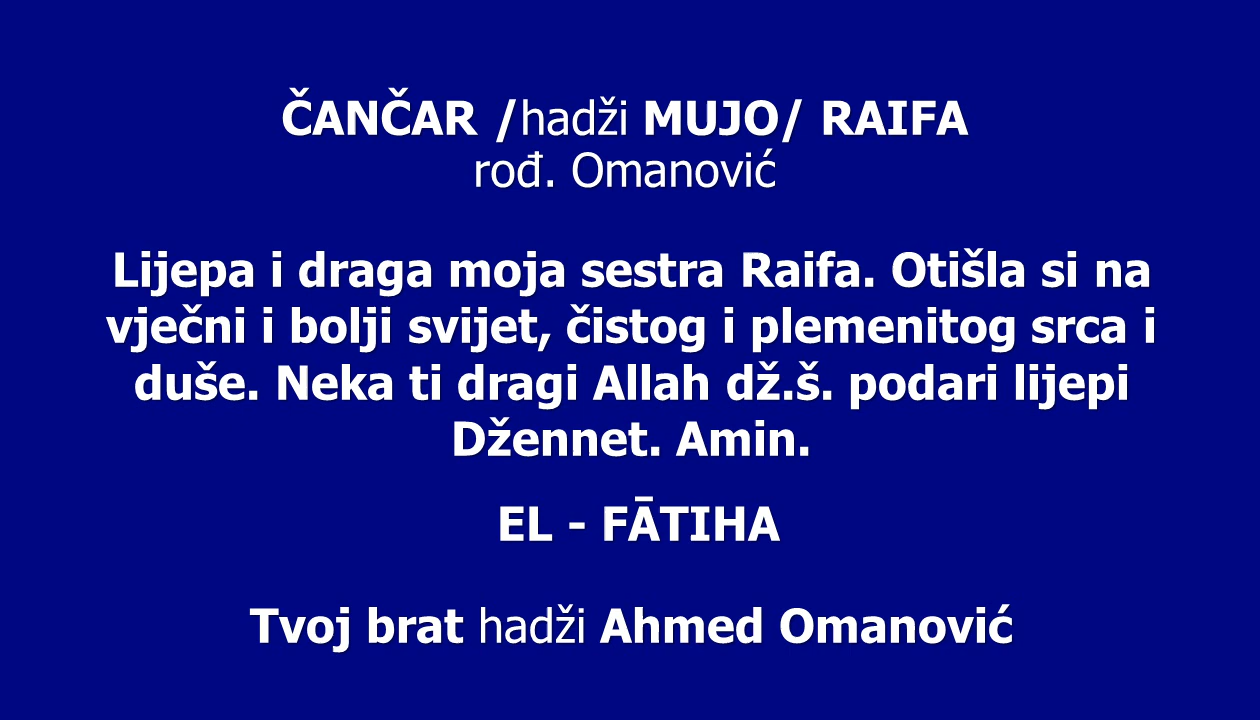 ČANČAR /hadži MUJO/ RAIFA
rođ. Omanović
Lijepa i draga moja sestra Raifa. Otišla si na
vječni i bolji svijet, čistog i plemenitog srca i
duše. Neka ti dragi Allah dž.š. podari lijepi
Džennet. Amin.
EL - FĀTIHA
Tvoj brat hadži Ahmed Omanović